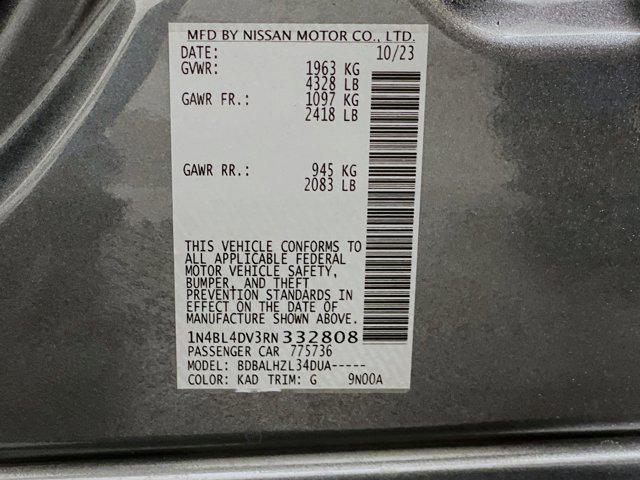 MFD BY NISSAN MOTOR CO., LTD.
DATE: 10/23
GVWR: 1963 KG
4328 LB
GAWR FR.: 1097 KG
2418 LB
GAWR RR.: 945 KG
2083 LB
THIS VEHICLE CONFORMS TO
ALL APPLICABLE FEDERAL
MOTOR VEHICLE SAFETY,
BUMPER, AND THEFT
PREVENTION STANDARDS IN
EFFECT ON THE DATE OF
MANUFACTURE SHOWN ABOVE.
1N4BL4DV3RN332808
PASSENGER CAR 775736
MODEL: BDBALHZL34DUA-----
COLOR: KAD TRIM: G 9N00A